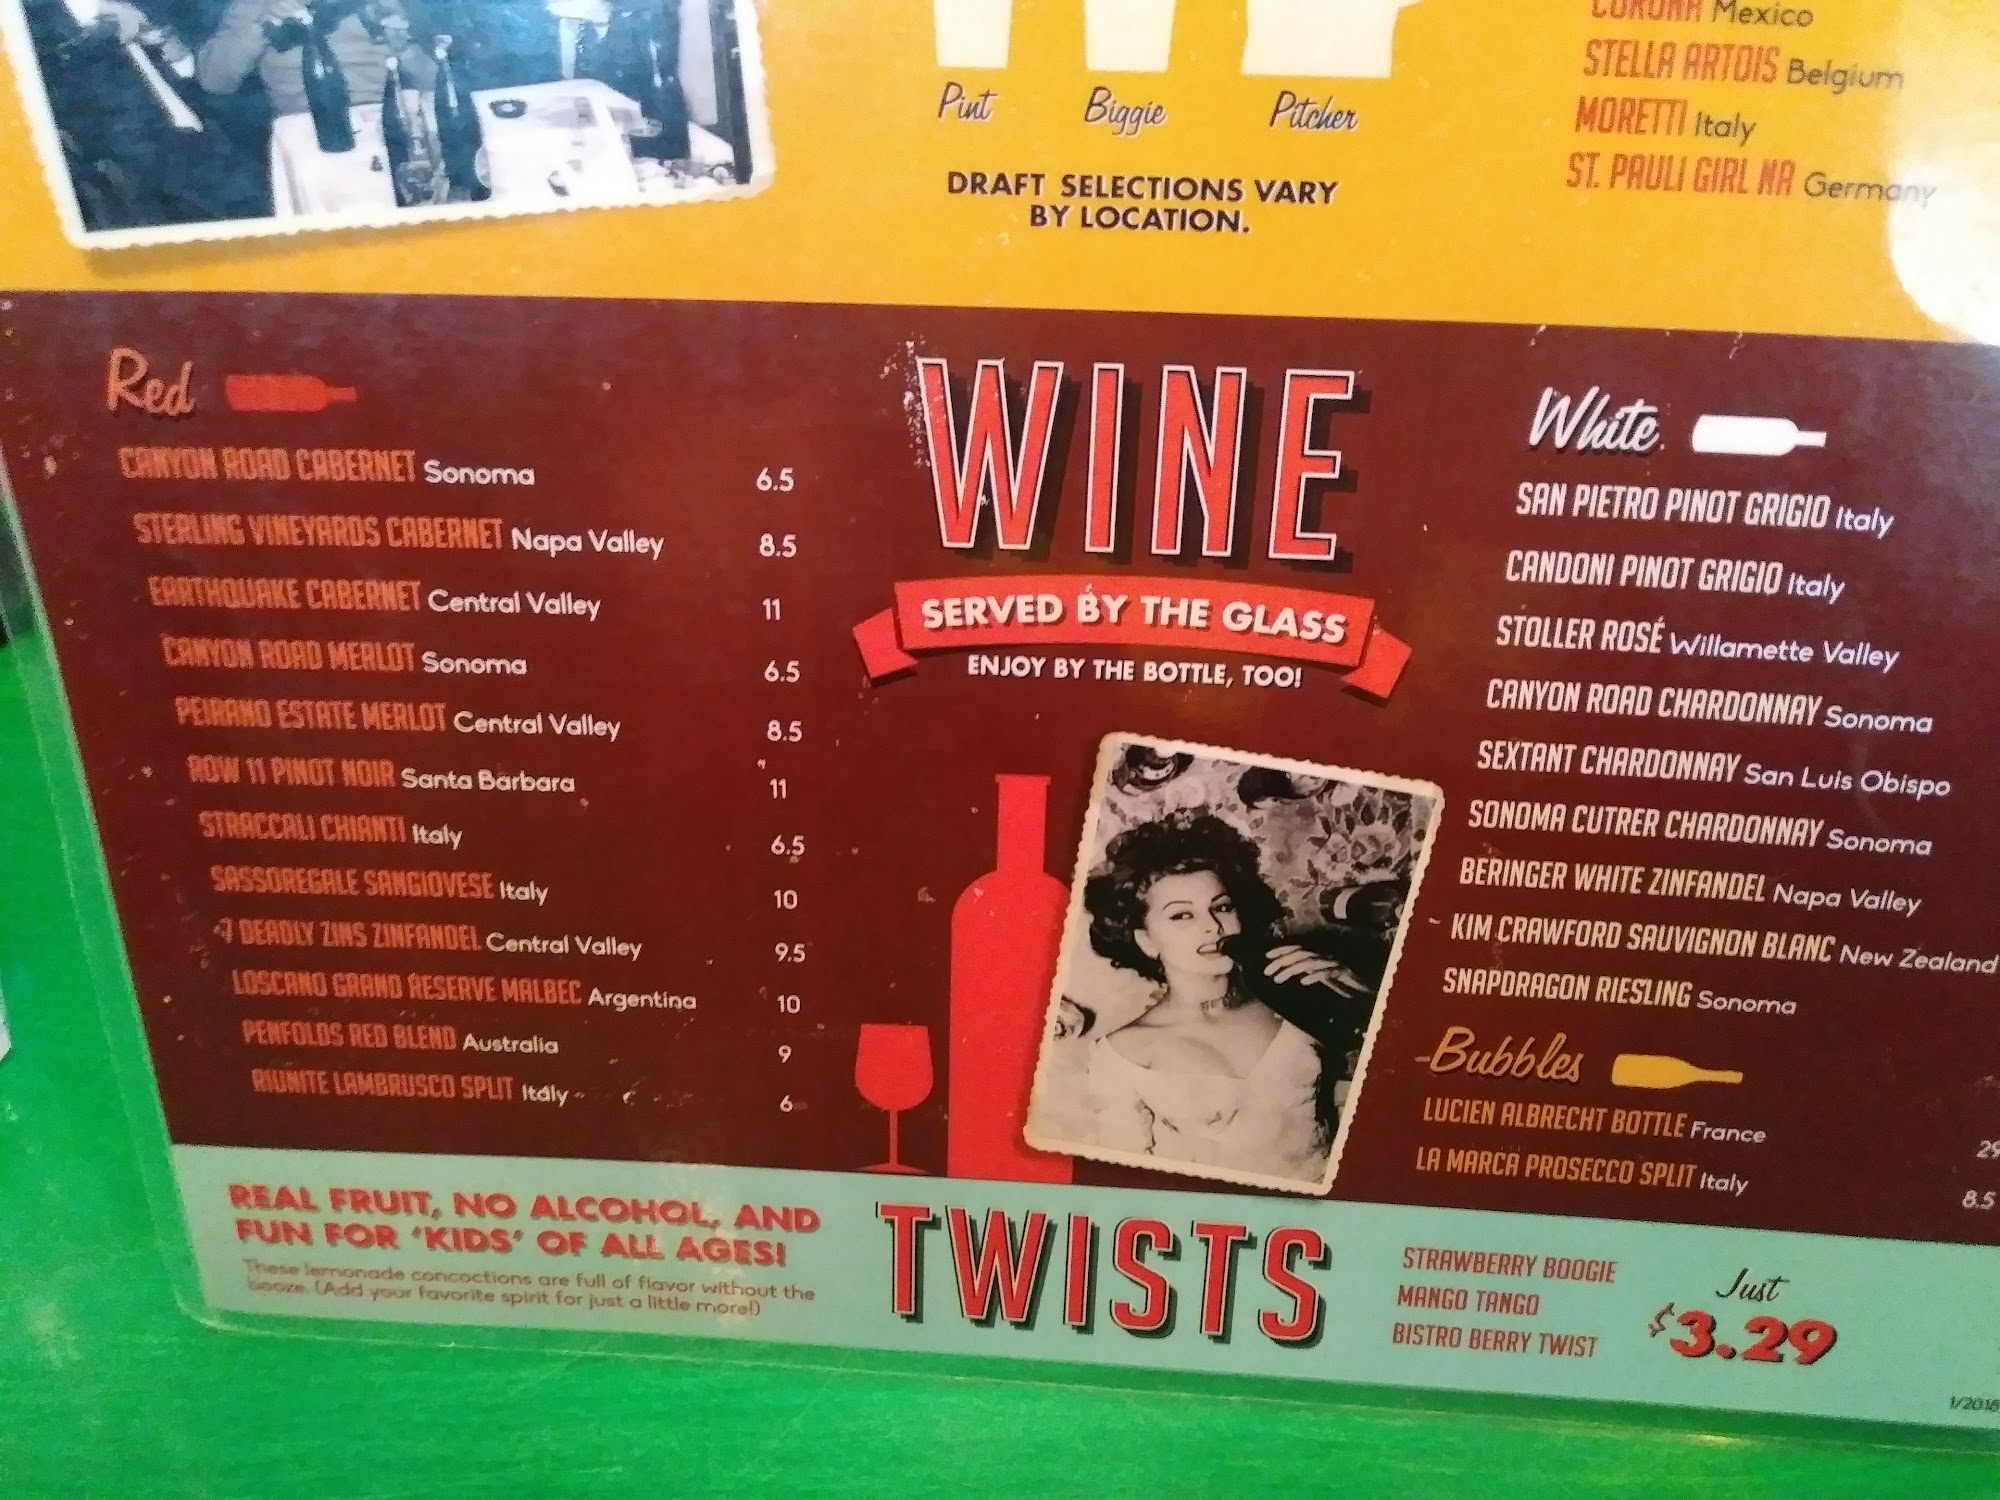 CORONA Mexico
STELLA ARTOIS Belgium
MORETTI Italy
ST. PAULI GIRL NA Germany
Pint
Biggie
Pitcher
DRAFT SELECTIONS VARY
BY LOCATION.
Red
CANYON ROAD CABERNET Sonoma 6.5
STERLING VINEYARDS CABERNET Napa Valley 8.5
EARTHQUAKE CABERNET Central Valley 11
CANYON ROAD MERLOT Sonoma 6.5
PEIRANO ESTATE MERLOT Central Valley 8.5
ROW 11 PINOT NOIR Santa Barbara 11
STRACCALI CHIANTI Italy 6.5
SASSOREGALE SANGIOVESE Italy 10
7 DEADLY ZINS ZINFANDEL Central Valley 9.5
LOSCANO GRAND RESERVE MALBEC Argentina 10
PENFOLDS RED BLEND Australia 9
RIUNITE LAMBRUSCO SPLIT Italy 6
WINE
SERVED BY THE GLASS
ENJOY BY THE BOTTLE, TOO!
White
SAN PIETRO PINOT GRIGIO Italy
CANDONI PINOT GRIGIO Italy
STOLLER ROSÉ Willamette Valley
CANYON ROAD CHARDONNAY Sonoma
SEXTANT CHARDONNAY San Luis Obispo
SONOMA CUTRER CHARDONNAY Sonoma
BERINGER WHITE ZINFANDEL Napa Valley
KIM CRAWFORD SAUVIGNON BLANC New Zealand
SNAPDRAGON RIESLING Sonoma
Bubbles
LUCIEN ALBRECHT BOTTLE France 29
LA MARCA PROSECCO SPLIT Italy 8.5
REAL FRUIT, NO ALCOHOL, AND
FUN FOR 'KIDS' OF ALL AGES!
These lemonade concoctions are full of flavor without the
booze. (Add your favorite spirit for just a little more!)
TWISTS
STRAWBERRY BOOGIE
MANGO TANGO
BISTRO BERRY TWIST
Just
$3.29
1/2018